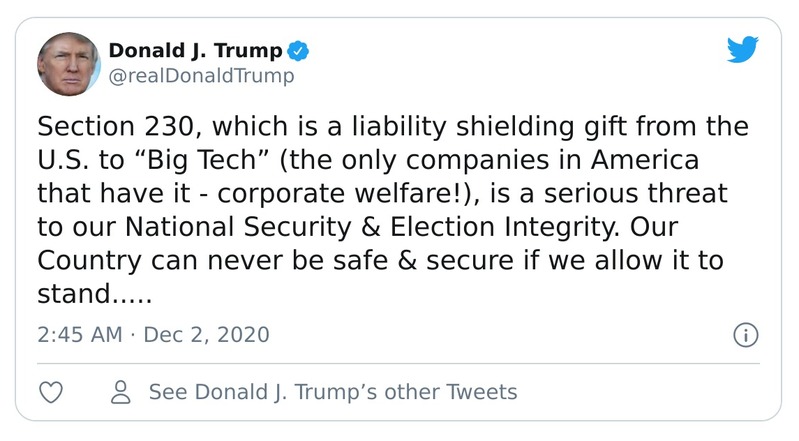 Donald J. Trump
@realDonaldTrump
Section 230, which is a liability shielding gift from the
U.S. to “Big Tech” (the only companies in America
that have it - corporate welfare!), is a serious threat
to our National Security & Election Integrity. Our
Country can never be safe & secure if we allow it to
stand.....
2:45 AM · Dec 2, 2020
See Donald J. Trump’s other Tweets